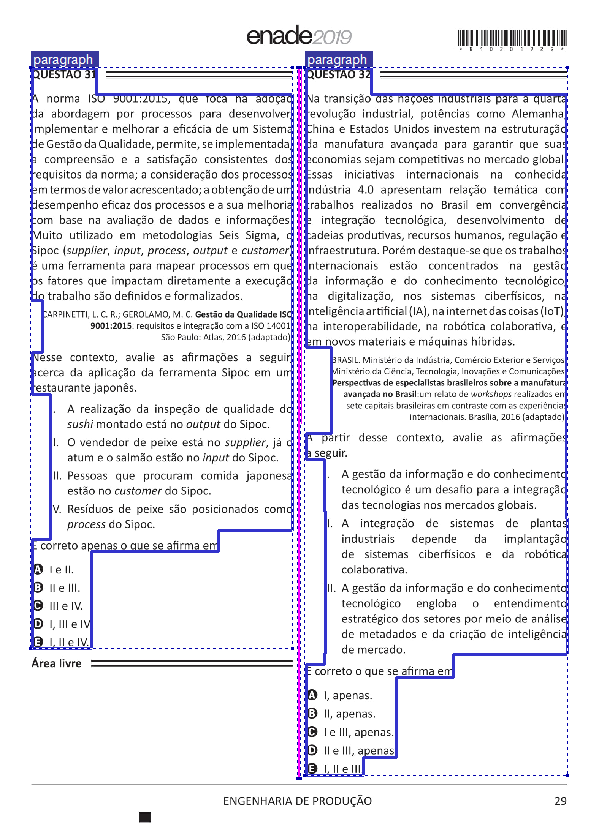 enade2019
paragraph
QUESTÃO 31
A norma ISO 9001:2015, que foca na adoção
da abordagem por processos para desenvolver,
implementar e melhorar a eficácia de um Sistema
de Gestão da Qualidade, permite, se implementada,
a compreensão e a satisfação consistentes dos
requisitos da norma; a consideração dos processos
em termos de valor acrescentado; a obtenção de um
desempenho eficaz dos processos e a sua melhoria
com base na avaliação de dados e informações.
Muito utilizado em metodologias Seis Sigma, o
Sipoc (supplier, input, process, output e customer)
é uma ferramenta para mapear processos em que
os fatores que impactam diretamente a execução
do trabalho são definidos e formalizados.
CARPINETTI, L. C. R.; GEROLAMO, M. C. Gestão da Qualidade ISO
9001:2015: requisitos e integração com a ISO 14001.
São Paulo: Atlas, 2016 (adaptado).
Nesse contexto, avalie as afirmações a seguir,
acerca da aplicação da ferramenta Sipoc em um
restaurante japonês.
I. A realização da inspeção de qualidade do
sushi montado está no output do Sipoc.
II. O vendedor de peixe está no supplier, já o
atum e o salmão estão no input do Sipoc.
III. Pessoas que procuram comida japonesa
estão no customer do Sipoc.
IV. Resíduos de peixe são posicionados como
process do Sipoc.
É correto apenas o que se afirma em
A I e II.
B II e III.
C III e IV.
D I, III e IV.
E I, II e IV.
Área livre
paragraph
QUESTÃO 32
Na transição das nações industriais para a quarta
revolução industrial, potências como Alemanha,
China e Estados Unidos investem na estruturação
da manufatura avançada para garantir que suas
economias sejam competitivas no mercado global.
Essas iniciativas internacionais na conhecida
Indústria 4.0 apresentam relação temática com
trabalhos realizados no Brasil em convergência
e integração tecnológica, desenvolvimento de
cadeias produtivas, recursos humanos, regulação e
infraestrutura. Porém destaque-se que os trabalhos
internacionais estão concentrados na gestão
da informação e do conhecimento tecnológico,
na digitalização, nos sistemas ciberfísicos, na
inteligência artificial (IA), na internet das coisas (IoT),
na interoperabilidade, na robótica colaborativa, e
em novos materiais e máquinas híbridas.
BRASIL. Ministério da Indústria, Comércio Exterior e Serviços;
Ministério da Ciência, Tecnologia, Inovações e Comunicações.
Perspectivas de especialistas brasileiros sobre a manufatura
avançada no Brasil:um relato de workshops realizados em
sete capitais brasileiras em contraste com as experiências
internacionais. Brasília, 2016 (adaptado).
A partir desse contexto, avalie as afirmações
a seguir.
I. A gestão da informação e do conhecimento
tecnológico é um desafio para a integração
das tecnologias nos mercados globais.
II. A integração de sistemas de plantas
industriais depende da implantação
de sistemas ciberfísicos e da robótica
colaborativa.
III. A gestão da informação e do conhecimento
tecnológico engloba o entendimento
estratégico dos setores por meio de análise
de metadados e da criação de inteligência
de mercado.
É correto o que se afirma em
A I, apenas.
B II, apenas.
C I e III, apenas.
D II e III, apenas.
E I, II e III.
ENGENHARIA DE PRODUÇÃO
29